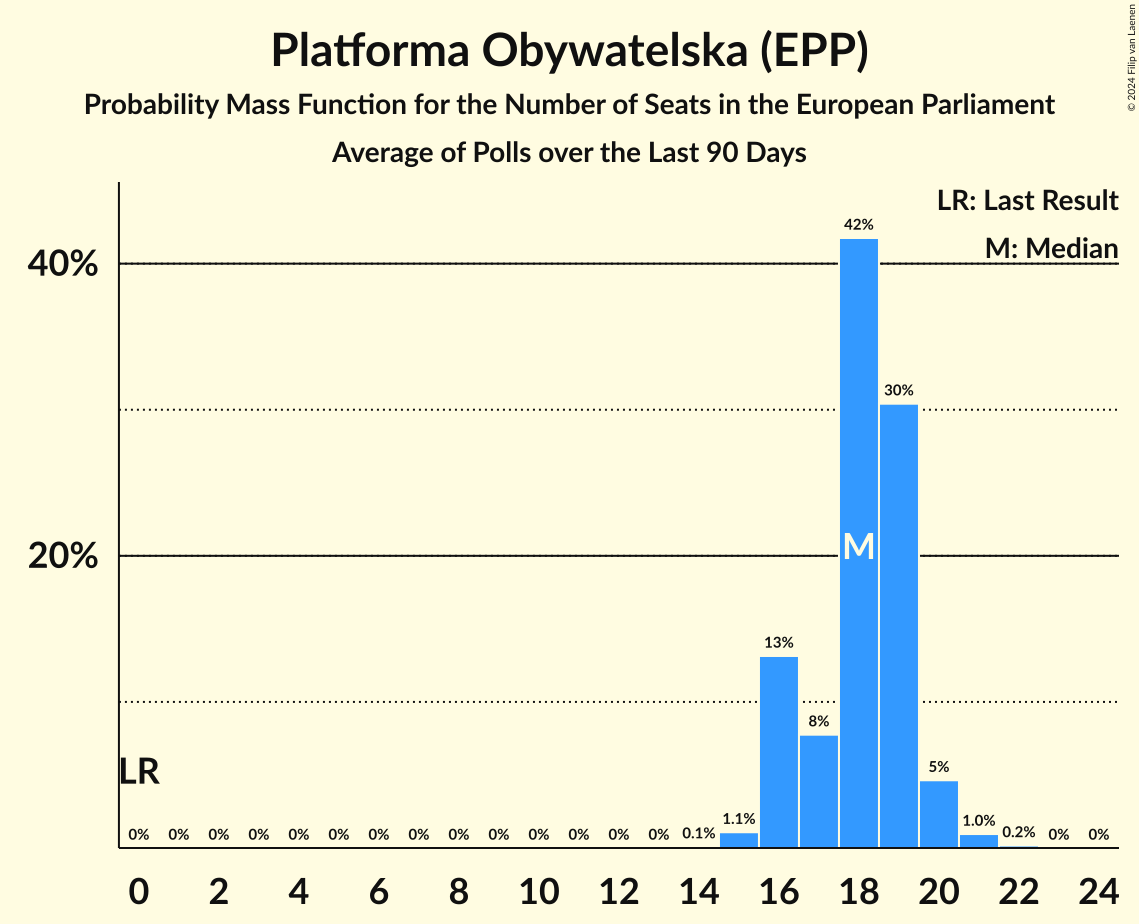 Platforma Obywatelska (EPP)
Probability Mass Function for the Number of Seats in the European Parliament
Average of Polls over the Last 90 Days
© 2024 Filip van Laenen
LR: Last Result
M: Median
40%
20%
42%
30%
M
13%
8%
5%
1.1%
1.0%
0.1%
0.2%
LR
0% 0% 0% 0% 0% 0% 0% 0% 0% 0% 0% 0% 0% 0% 0% 0%
0 2 4 6 8 10 12 14 16 18 20 22 24